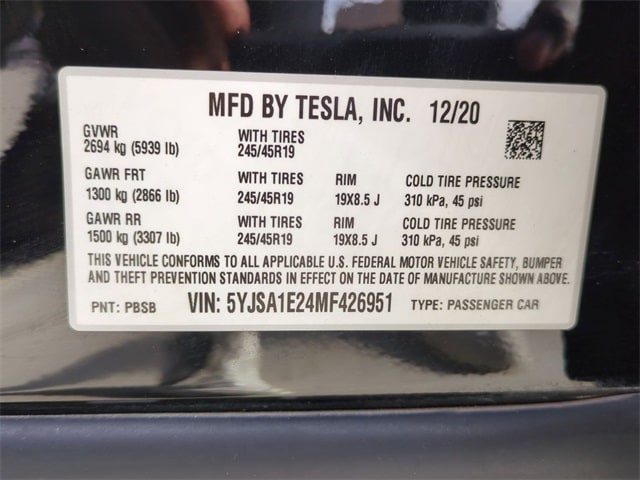 MFD BY TESLA, INC. 12/20
GVWR WITH TIRES
2694 kg (5939 lb) 245/45R19
GAWR FRT WITH TIRES RIM COLD TIRE PRESSURE
1300 kg (2866 lb) 245/45R19 19X8.5 J 310 kPa, 45 psi
GAWR RR WITH TIRES RIM COLD TIRE PRESSURE
1500 kg (3307 lb) 245/45R19 19X8.5 J 310 kPa, 45 psi
THIS VEHICLE CONFORMS TO ALL APPLICABLE U.S. FEDERAL MOTOR VEHICLE SAFETY, BUMPER
AND THEFT PREVENTION STANDARDS IN EFFECT ON THE DATE OF MANUFACTURE SHOWN ABOVE.
PNT: PBSB VIN: 5YJSA1E24MF426951 TYPE: PASSENGER CAR